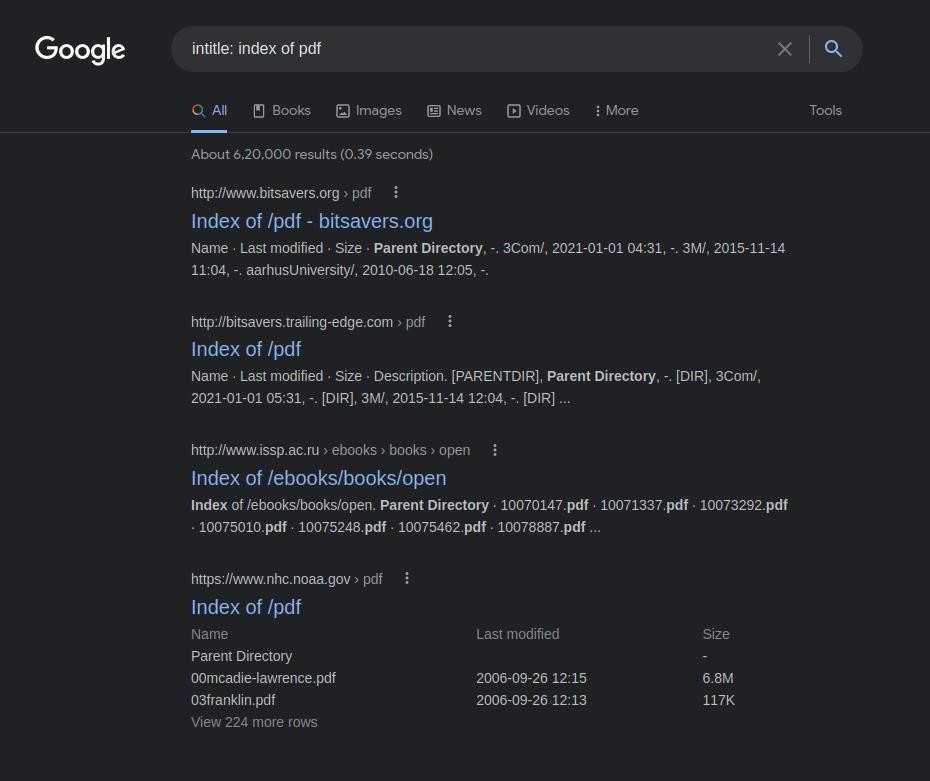 Google
intitle: index of pdf
All Books Images News Videos More Tools
About 6,20,000 results (0.39 seconds)
http://www.bitsavers.org › pdf
Index of /pdf - bitsavers.org
Name · Last modified · Size · Parent Directory, -. 3Com/, 2021-01-01 04:31, -. 3M/, 2015-11-14
11:04, -. aarhusUniversity/, 2010-06-18 12:05, -.
http://bitsavers.trailing-edge.com › pdf
Index of /pdf
Name · Last modified · Size · Description. [PARENTDIR], Parent Directory, -. [DIR], 3Com/,
2021-01-01 05:31, -. [DIR], 3M/, 2015-11-14 12:04, -. [DIR] ...
http://www.issp.ac.ru › ebooks › books › open
Index of /ebooks/books/open
Index of /ebooks/books/open. Parent Directory · 10070147.pdf · 10071337.pdf · 10073292.pdf
· 10075010.pdf · 10075248.pdf · 10075462.pdf · 10078887.pdf ...
https://www.nhc.noaa.gov › pdf
Index of /pdf
Name Last modified Size
Parent Directory -
00mcadie-lawrence.pdf 2006-09-26 12:15 6.8M
03franklin.pdf 2006-09-26 12:13 117K
View 224 more rows